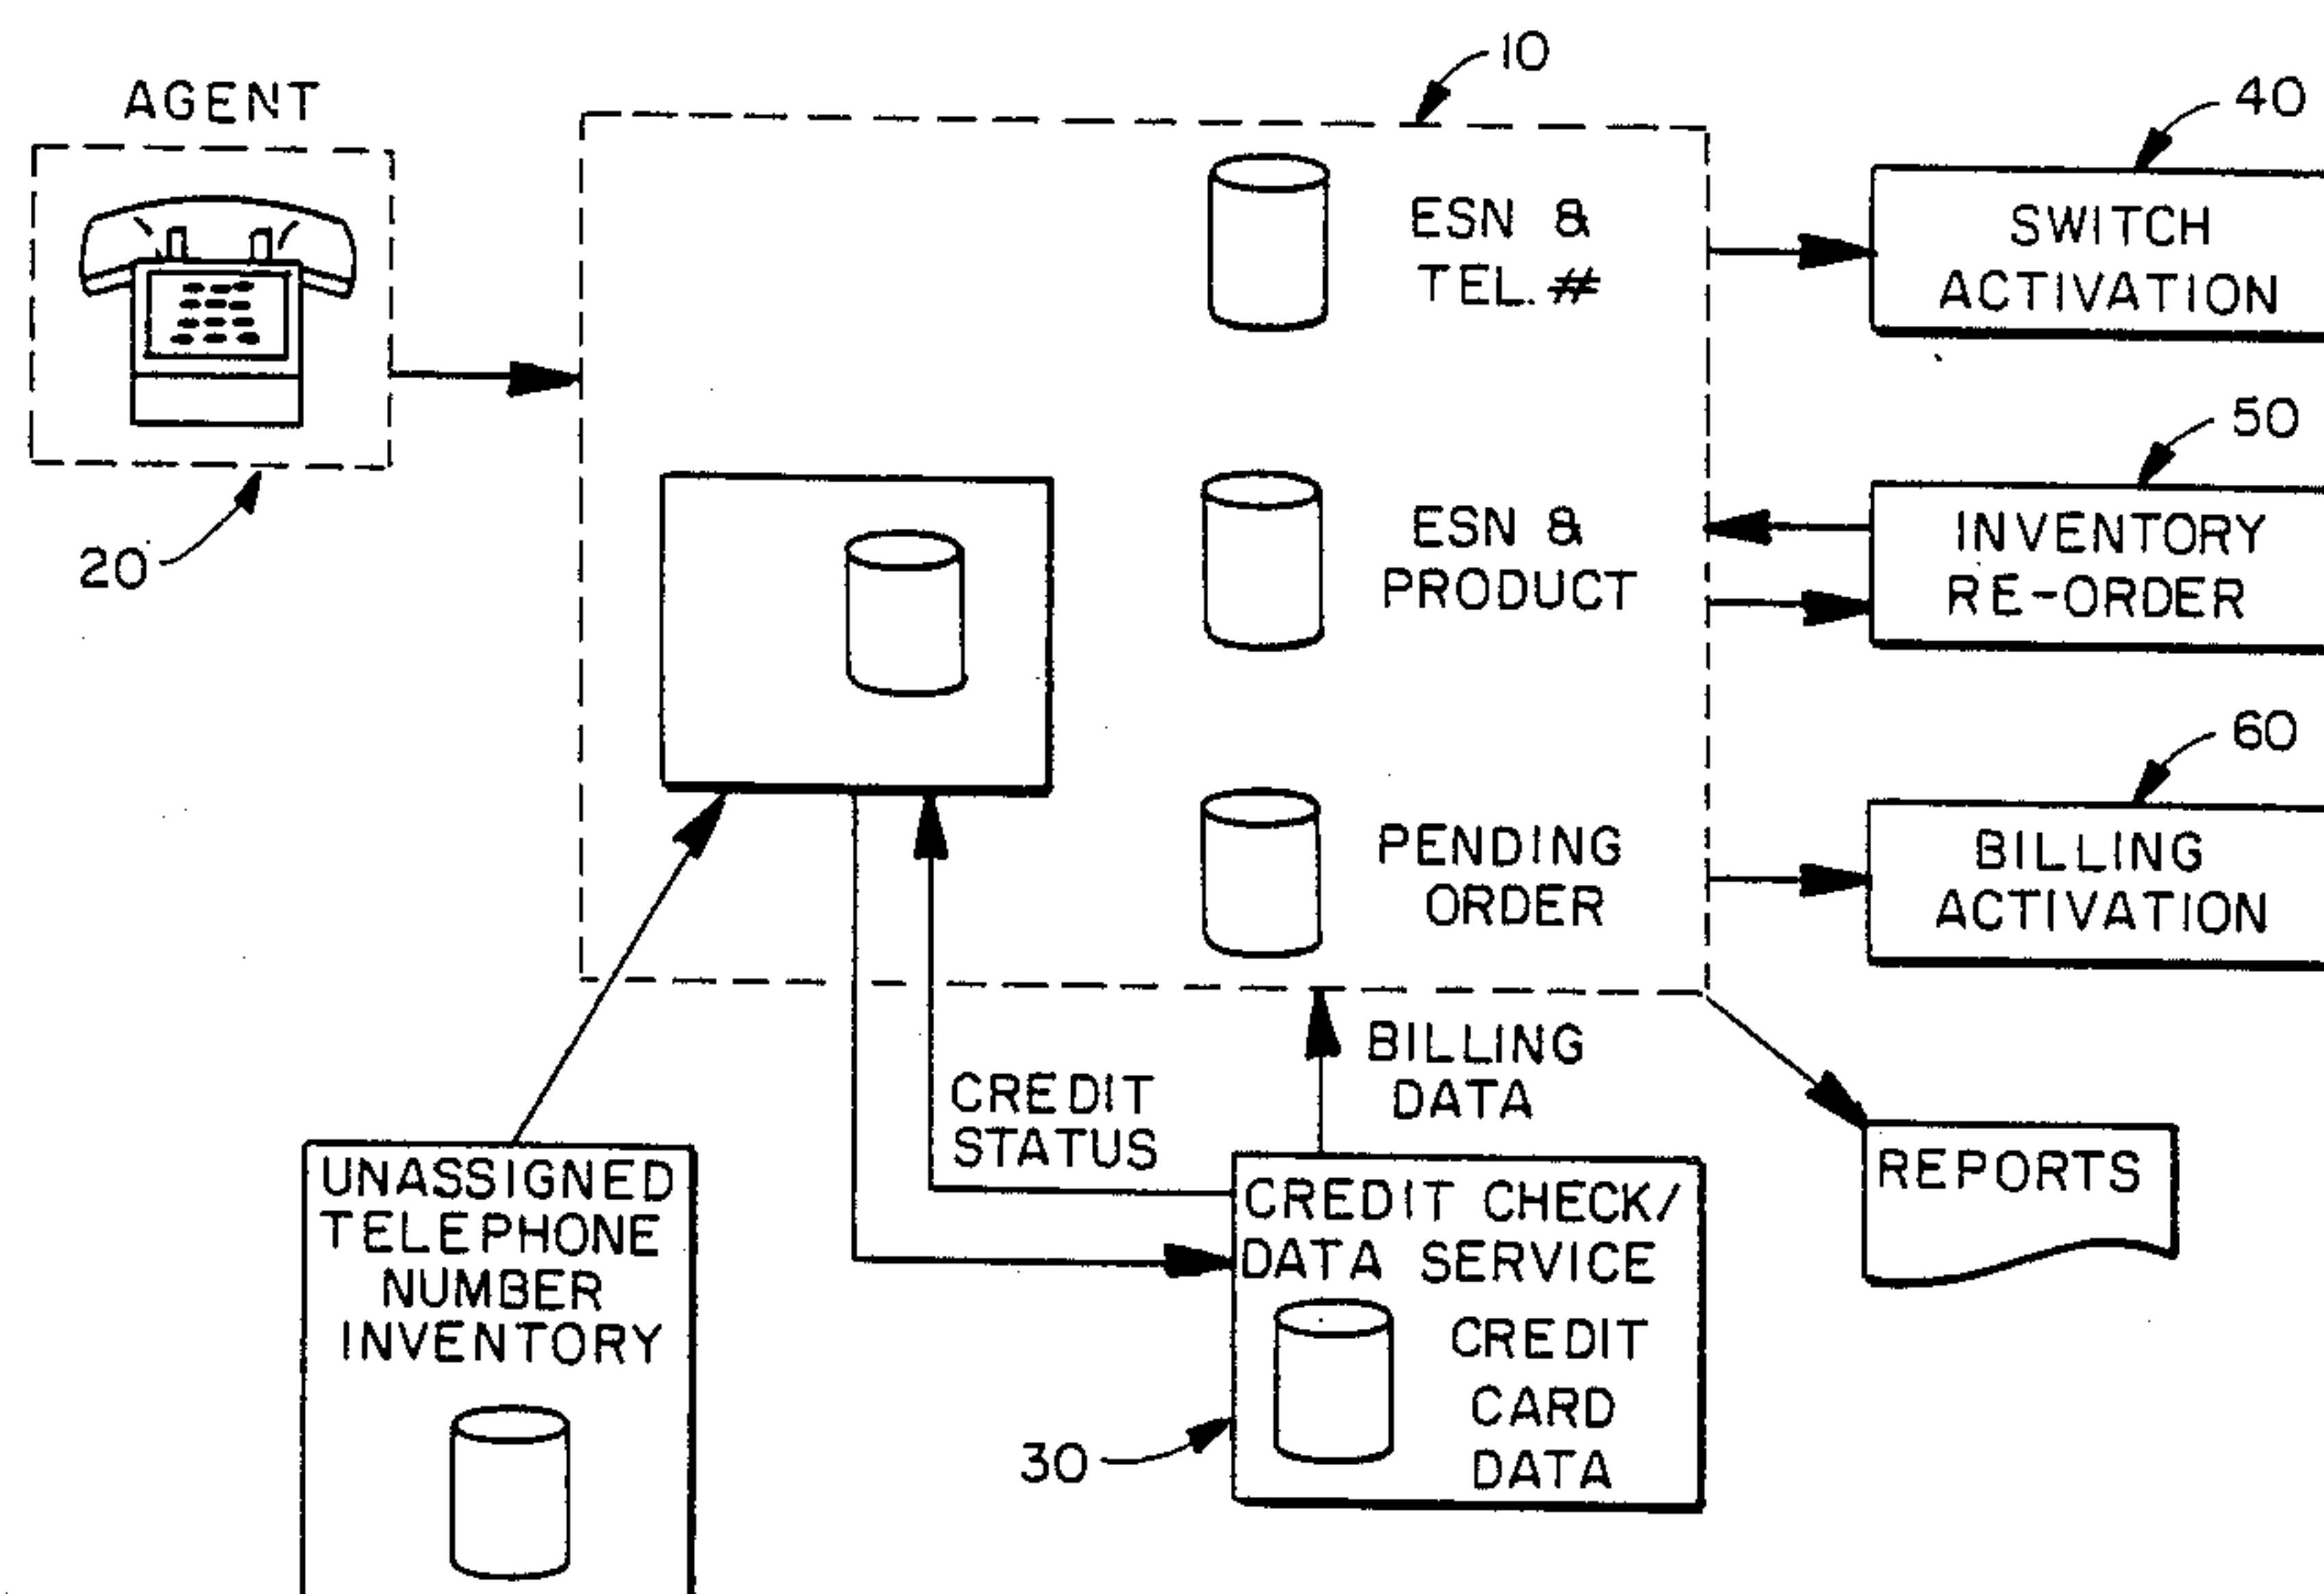 10
40
AGENT
ESN &
TEL. #
SWITCH
ACTIVATION
20
50
ESN &
PRODUCT
INVENTORY
RE-ORDER
60
PENDING
ORDER
BILLING
ACTIVATION
BILLING
DATA
CREDIT
STATUS
UNASSIGNED
TELEPHONE
NUMBER
INVENTORY
CREDIT CHECK/
DATA SERVICE
CREDIT
CARD
DATA
30
REPORTS